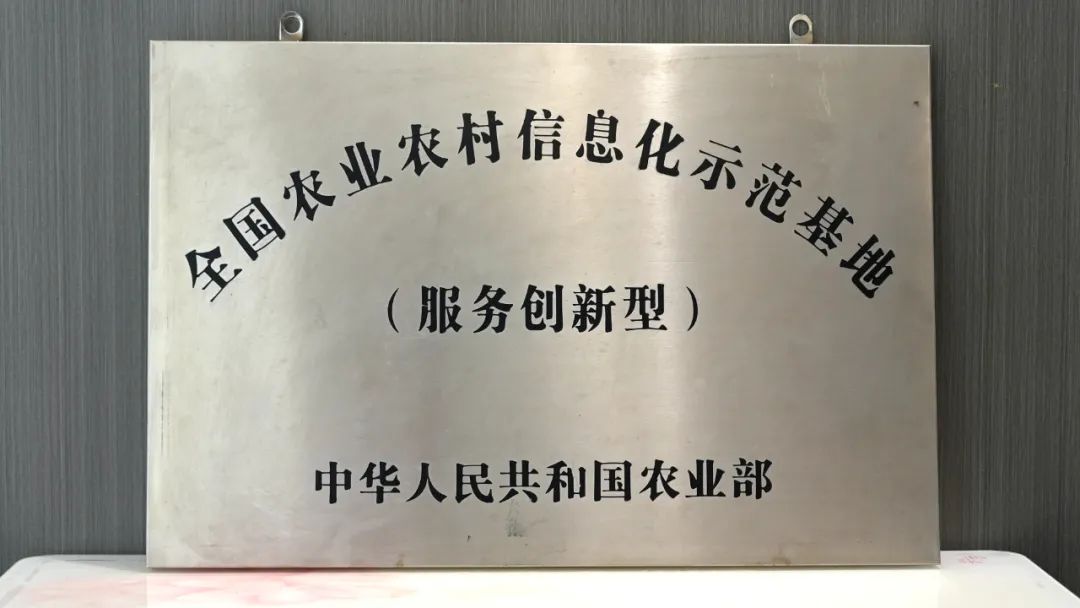 全国农业农村信息化示范基地
（服务创新型）
中华人民共和国农业部